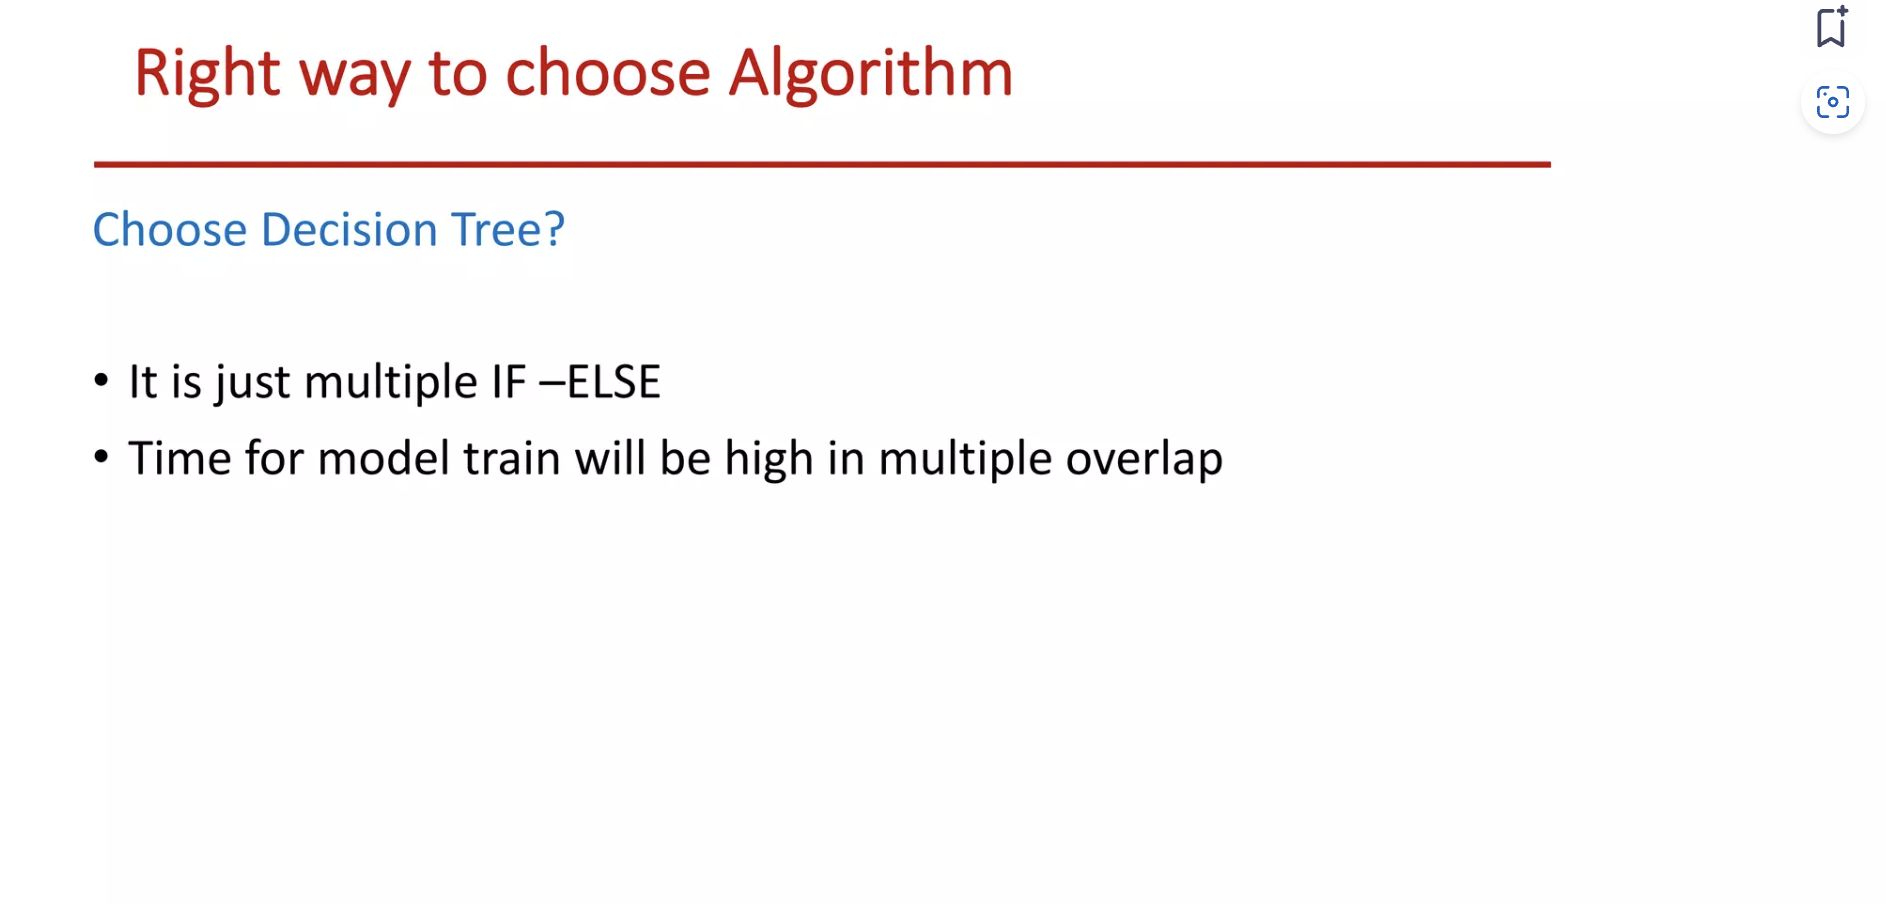 Right way to choose Algorithm
Choose Decision Tree?
• It is just multiple IF –ELSE
• Time for model train will be high in multiple overlap